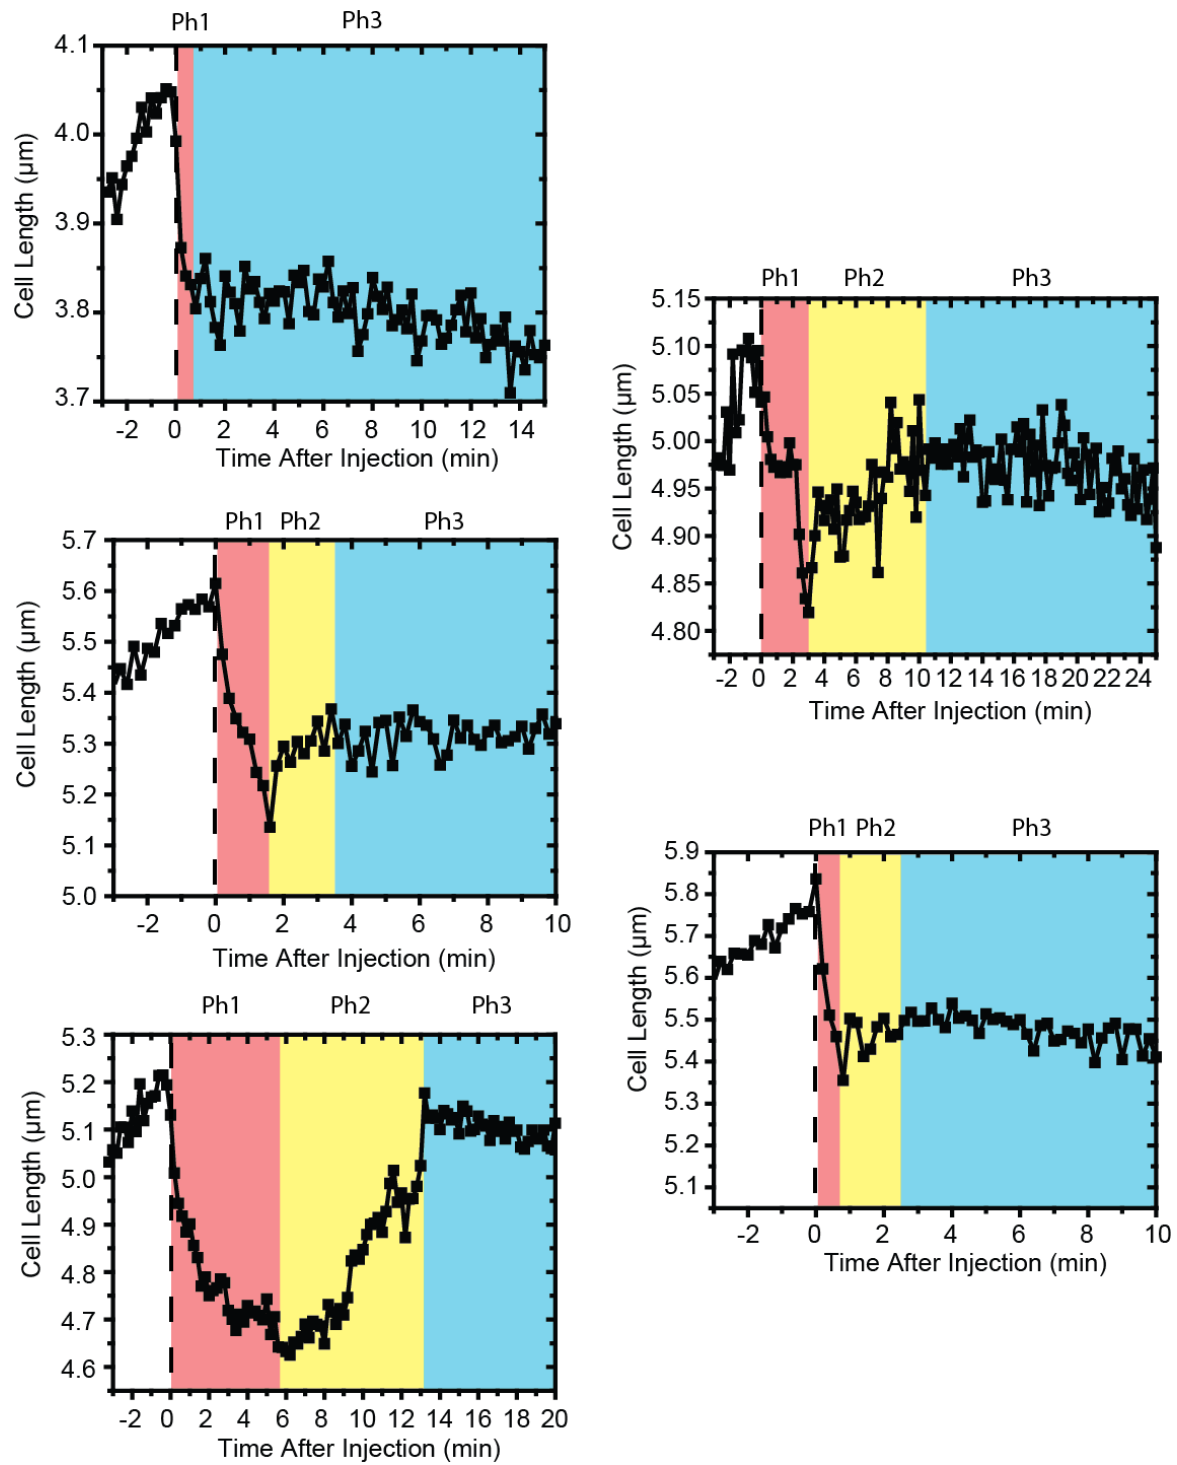 Ph1 Ph3
4.1
4.0
3.9
3.8
3.7
Cell Length (µm)
-2 0 2 4 6 8 10 12 14
Time After Injection (min)
Ph1 Ph2 Ph3
5.15
5.10
5.05
5.00
4.95
4.90
4.85
4.80
Cell Length (µm)
-2 0 2 4 6 8 10 12 14 16 18 20 22 24
Time After Injection (min)
Ph1 Ph2 Ph3
5.7
5.6
5.5
5.4
5.3
5.2
5.1
5.0
Cell Length (µm)
-2 0 2 4 6 8 10
Time After Injection (min)
Ph1 Ph2 Ph3
5.9
5.8
5.7
5.6
5.5
5.4
5.3
5.2
5.1
Cell Length (µm)
-2 0 2 4 6 8 10
Time After Injection (min)
Ph1 Ph2 Ph3
5.3
5.2
5.1
5.0
4.9
4.8
4.7
4.6
Cell Length (µm)
-2 0 2 4 6 8 10 12 14 16 18 20
Time After Injection (min)